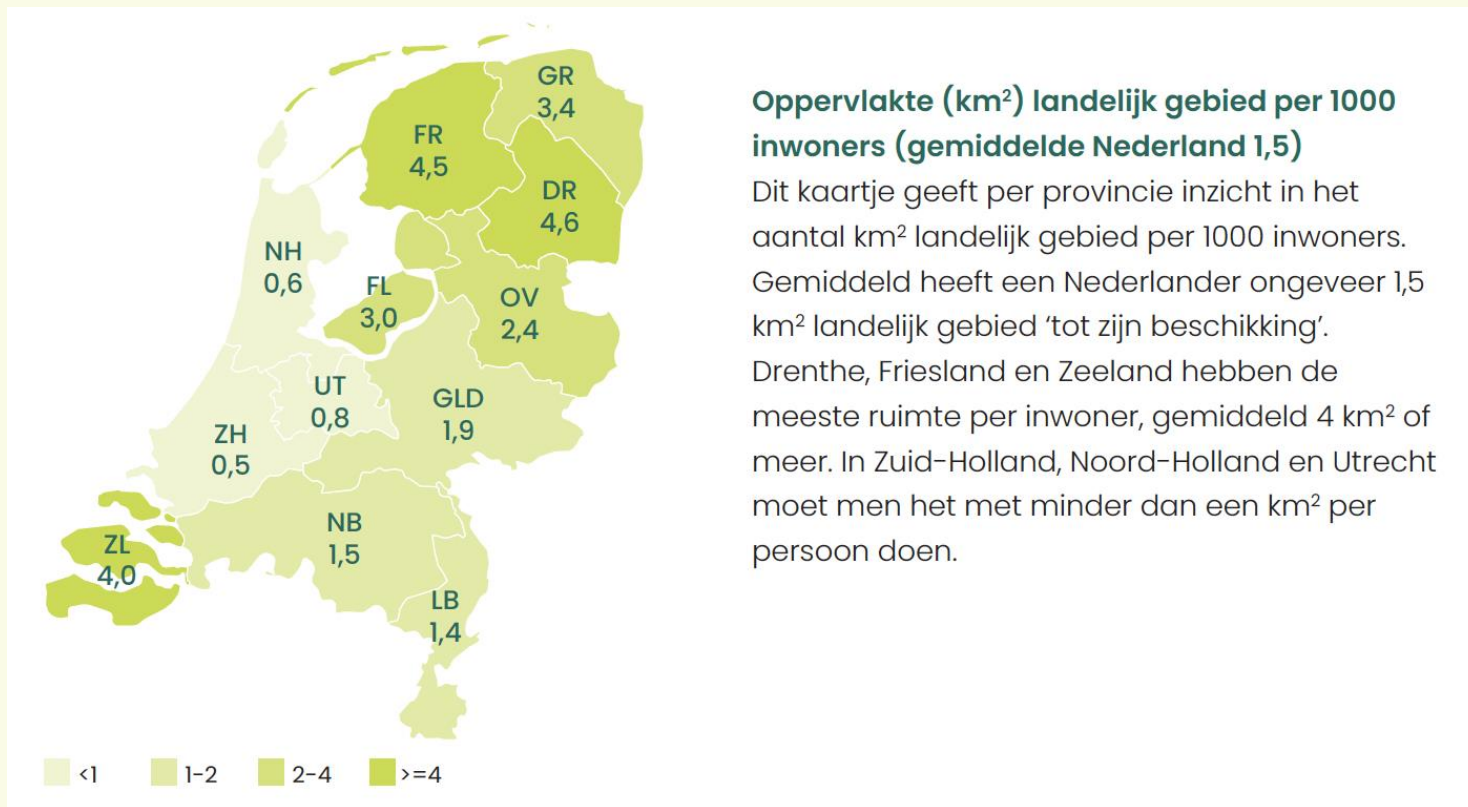 GR
3,4
FR
4,5
DR
4,6
NH
0,6
FL
3,0
OV
2,4
UT
0,8
GLD
1,9
ZH
0,5
NB
1,5
ZL
4,0
LB
1,4
<1
1-2
2-4
>=4
Oppervlakte (km²) landelijk gebied per 1000
inwoners (gemiddelde Nederland 1,5)
Dit kaartje geeft per provincie inzicht in het
aantal km² landelijk gebied per 1000 inwoners.
Gemiddeld heeft een Nederlander ongeveer 1,5
km² landelijk gebied ‘tot zijn beschikking’.
Drenthe, Friesland en Zeeland hebben de
meeste ruimte per inwoner, gemiddeld 4 km² of
meer. In Zuid-Holland, Noord-Holland en Utrecht
moet men het met minder dan een km² per
persoon doen.